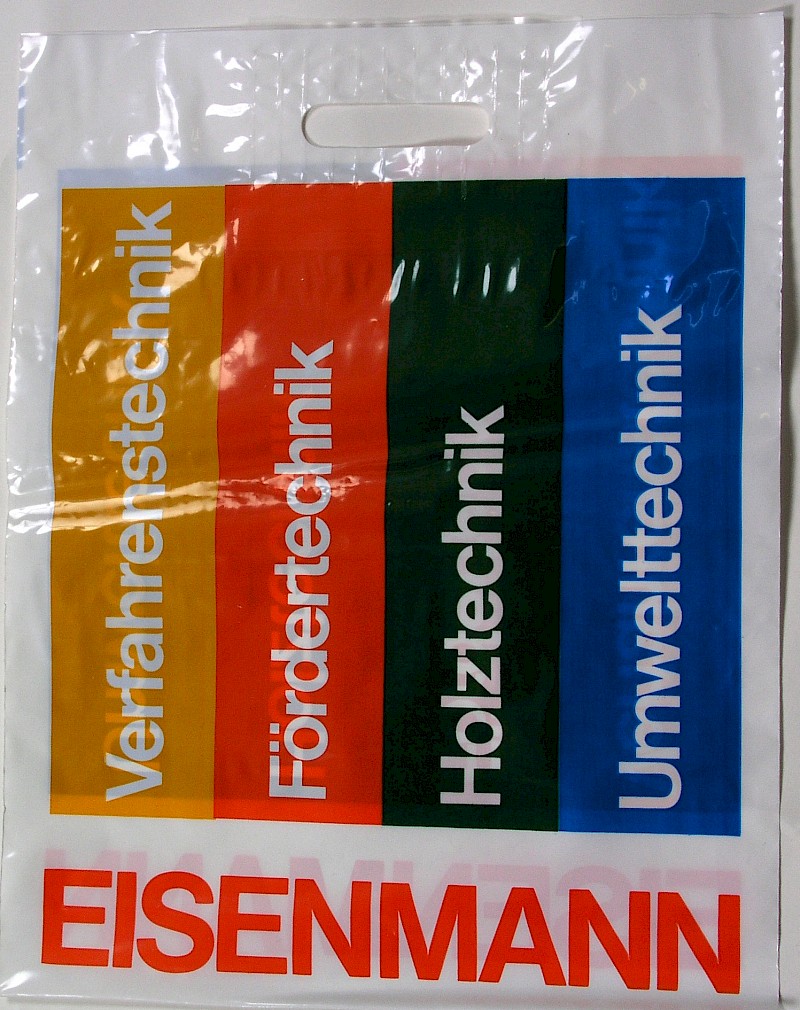 Verfahrenstechnik
Fördertechnik
Holztechnik
Umwelttechnik
EISENMANN